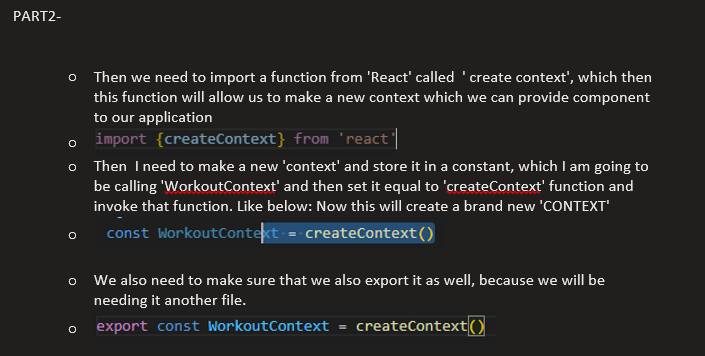 PART2-
Then we need to import a function from 'React' called ' create context', which then
this function will allow us to make a new context which we can provide component
to our application
import {createContext} from 'react'
Then I need to make a new 'context' and store it in a constant, which I am going to
be calling 'WorkoutContext' and then set it equal to 'createContext' function and
invoke that function. Like below: Now this will create a brand new 'CONTEXT'
const WorkoutContext = createContext()
We also need to make sure that we also export it as well, because we will be
needing it another file.
export const WorkoutContext = createContext()